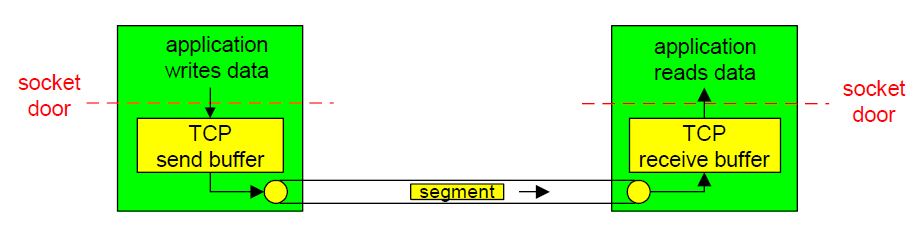 application
writes data
socket
door
TCP
send buffer
segment
application
reads data
socket
door
TCP
receive buffer